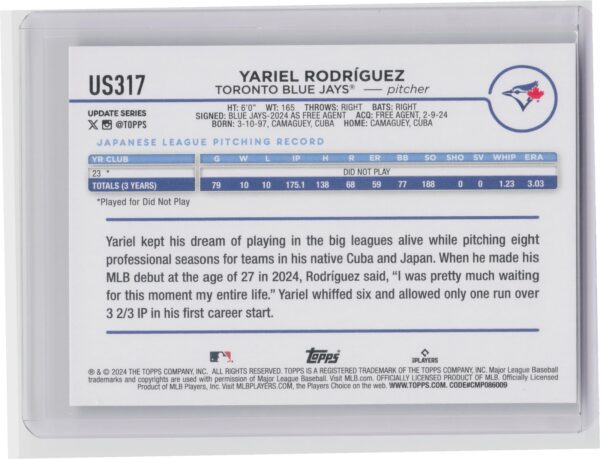 US317
YARIEL RODRÍGUEZ
TORONTO BLUE JAYS® — pitcher
UPDATE SERIES
@TOPPS
HT: 6'0" WT: 165 THROWS: RIGHT BATS: RIGHT
SIGNED: BLUE JAYS-2024 AS FREE AGENT ACQ: FREE AGENT, 2-9-24
BORN: 3-10-97, CAMAGUEY, CUBA HOME: CAMAGUEY, CUBA
JAPANESE LEAGUE PITCHING RECORD
YR CLUB G W L IP H R ER BB SO SHO SV WHIP ERA
23 * DID NOT PLAY
TOTALS (3 YEARS) 79 10 10 175.1 138 68 59 77 188 0 0 1.23 3.03
*Played for Did Not Play
Yariel kept his dream of playing in the big leagues alive while pitching eight
professional seasons for teams in his native Cuba and Japan. When he made his
MLB debut at the age of 27 in 2024, Rodríguez said, “I was pretty much waiting
for this moment my entire life.” Yariel whiffed six and allowed only one run over
3 2/3 IP in his first career start.
Topps
PLAYERS
® & © 2024 THE TOPPS COMPANY, INC. ALL RIGHTS RESERVED. TOPPS IS A REGISTERED TRADEMARK OF THE TOPPS COMPANY, INC. Major League Baseball
trademarks and copyrights are used with permission of Major League Baseball. Visit MLB.com. OFFICIALLY LICENSED PRODUCT OF MLB. Officially Licensed
Product of MLB Players, Inc. Visit MLBPLAYERS.COM, the Players Choice on the web. WWW.TOPPS.COM. CODE#CMP086009